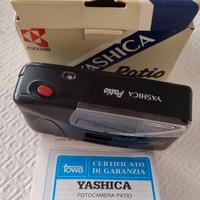 KYOCERA
YASHICA
Patio
YASHICA Patio
fowa
CERTIFICATO
DI GARANZIA
YASHICA
FOTOCAMERA PATIO